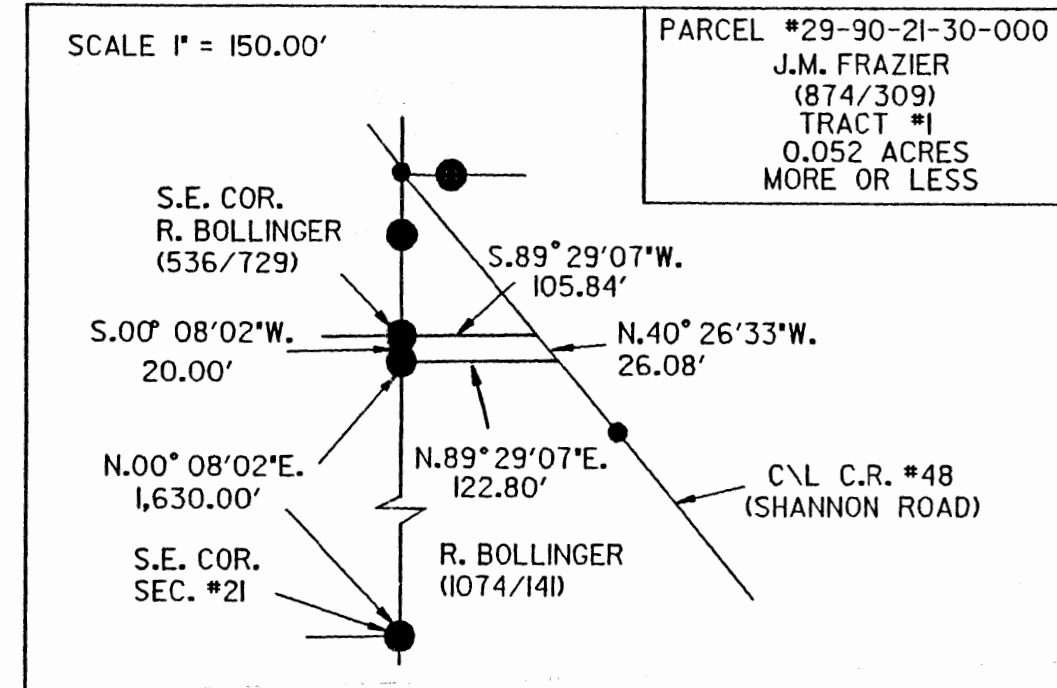 SCALE 1" = 150.00'
PARCEL #29-90-21-30-000
J.M. FRAZIER
(874/309)
TRACT #1
0.052 ACRES
MORE OR LESS
S.E. COR.
R. BOLLINGER
(536/729)
S.89°29'07"W.
105.84'
S.00° 08'02"W.
20.00'
N.40° 26'33"W.
26.08'
N.00° 08'02"E.
1,630.00'
N.89°29'07"E.
122.80'
C\L C.R. #48
(SHANNON ROAD)
S.E. COR.
SEC. #21
R. BOLLINGER
(1074/141)